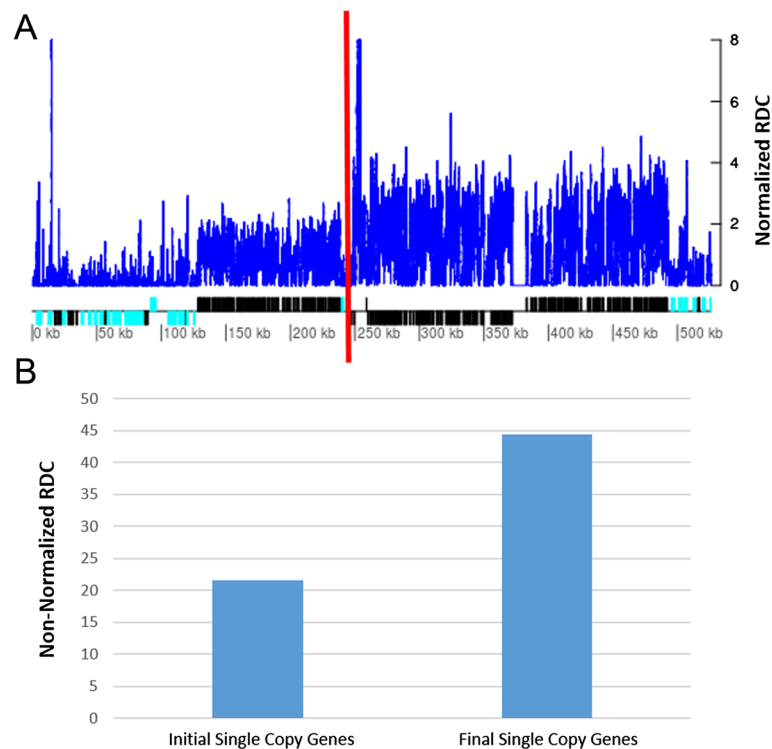 A
8
6
4
2
0
Normalized RDC
|0 kb |50 kb |100 kb |150 kb |200 kb |250 kb |300 kb |350 kb |400 kb |450 kb |500 kb
B
50
45
40
35
30
25
20
15
10
5
0
Non-Normalized RDC
Initial Single Copy Genes Final Single Copy Genes